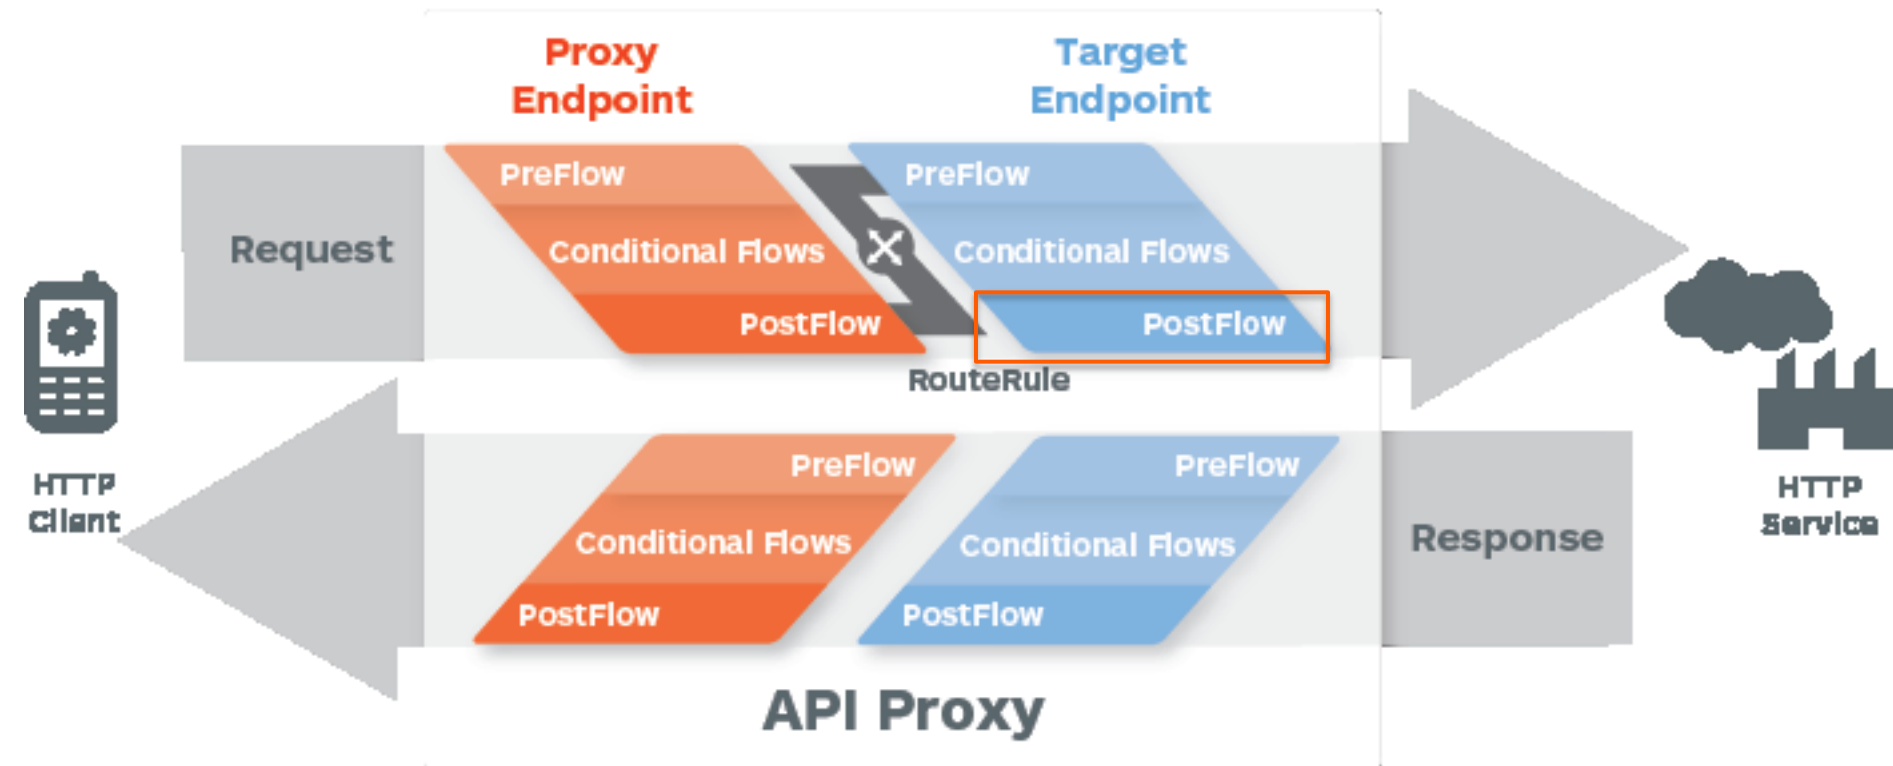 Proxy
Endpoint
Target
Endpoint
Request
PreFlow
Conditional Flows
PostFlow
PreFlow
Conditional Flows
PostFlow
RouteRule
HTTP
Client
PreFlow
Conditional Flows
PostFlow
PreFlow
Conditional Flows
PostFlow
Response
HTTP
Service
API Proxy